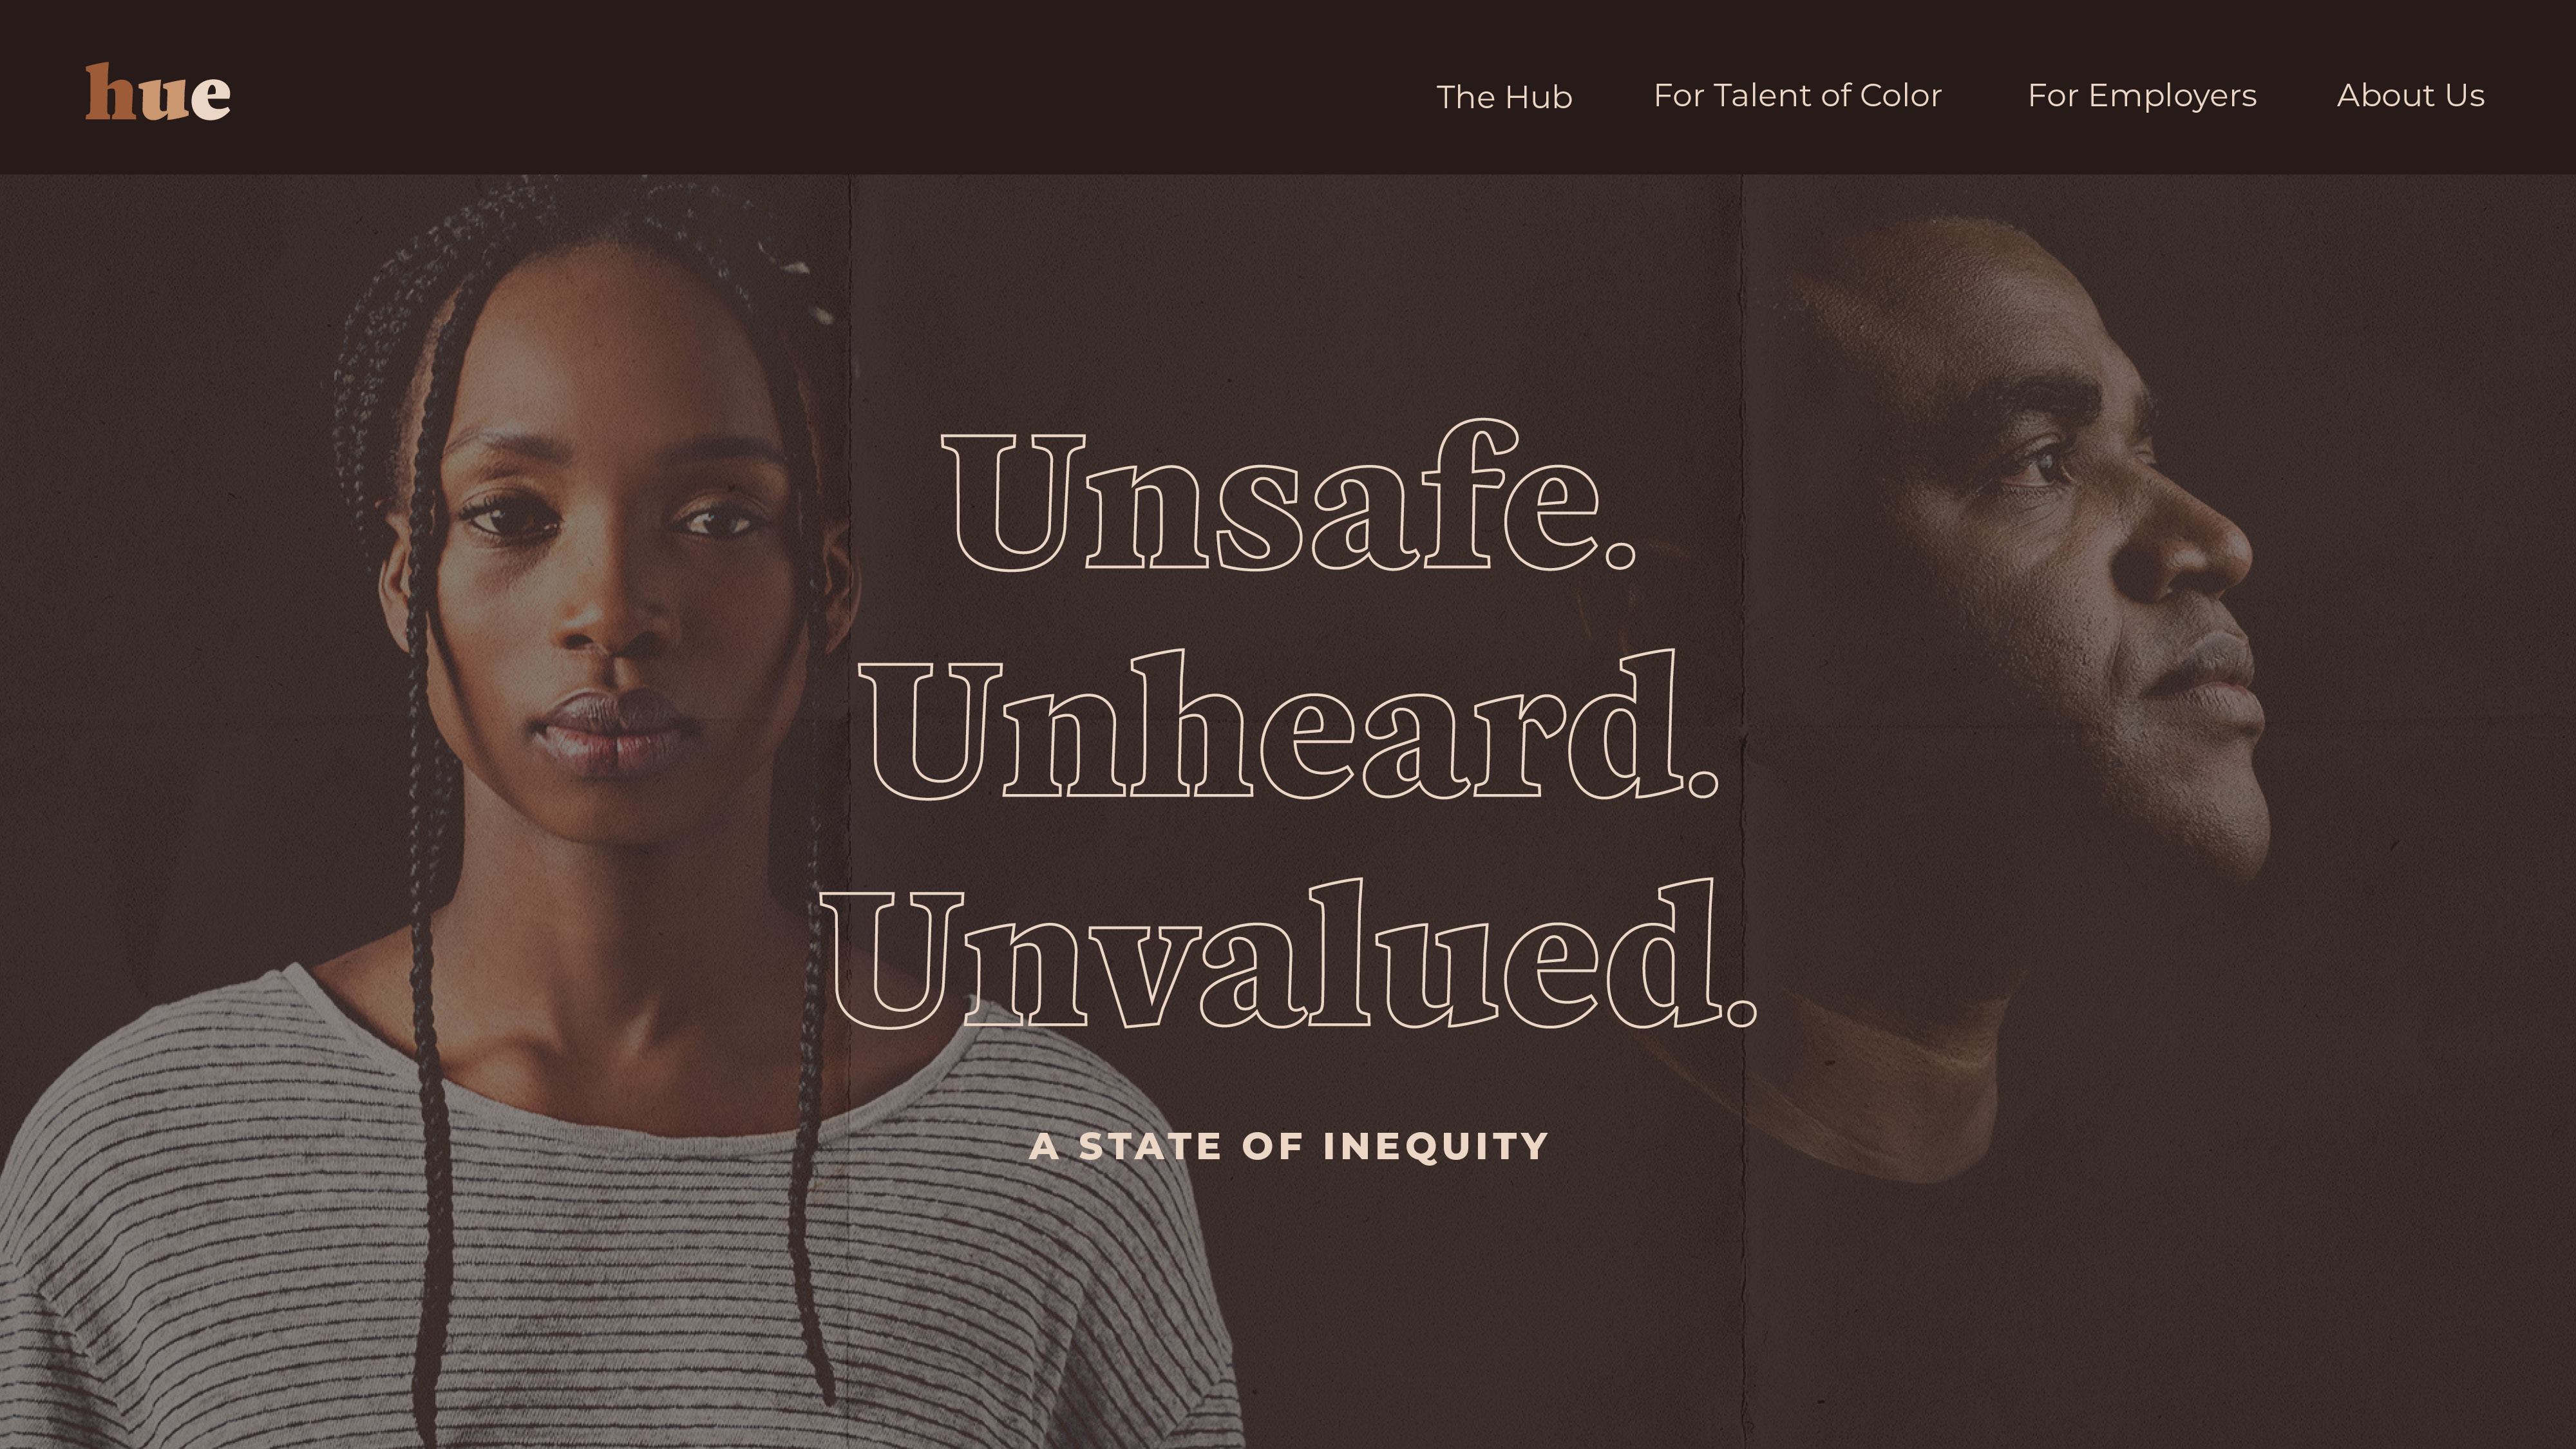 hue
The Hub
For Talent of Color
For Employers
About Us
Unsafe.
Unheard.
Unvalued.
A STATE OF INEQUITY